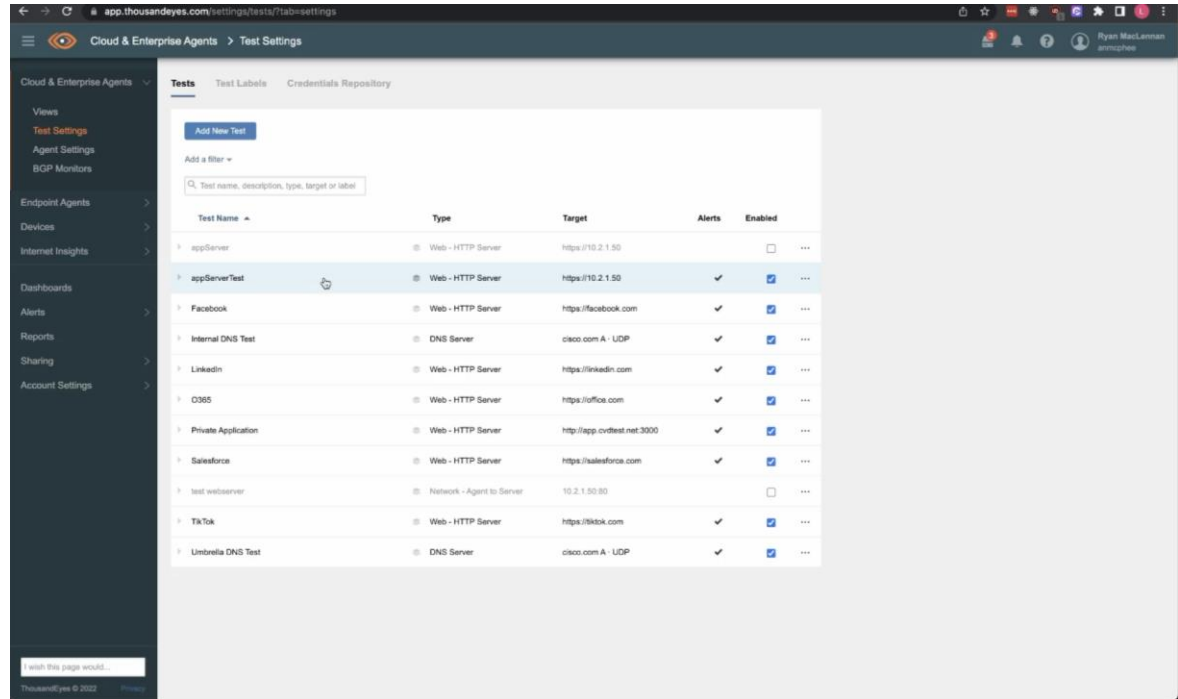 app.thousandeyes.com/settings/tests/?tab=settings
Cloud & Enterprise Agents > Test Settings
Ryan MacLennan
anmcphee
Cloud & Enterprise Agents
Views
Test Settings
Agent Settings
BGP Monitors
Endpoint Agents
Devices
Internet Insights
Dashboards
Alerts
Reports
Sharing
Account Settings
I wish this page would...
ThousandEyes © 2022 Privacy
Tests Test Labels Credentials Repository
Add New Test
Add a filter
Test name, description, type, target or label
Test Name Type Target Alerts Enabled
appServer Web - HTTP Server https://10.2.1.50
appServerTest Web - HTTP Server https://10.2.1.50
Facebook Web - HTTP Server https://facebook.com
Internal DNS Test DNS Server cisco.com A · UDP
LinkedIn Web - HTTP Server https://linkedin.com
O365 Web - HTTP Server https://office.com
Private Application Web - HTTP Server http://app.cvdtest.net:3000
Salesforce Web - HTTP Server https://salesforce.com
test webserver Network - Agent to Server 10.2.1.50:80
TikTok Web - HTTP Server https://tiktok.com
Umbrella DNS Test DNS Server cisco.com A · UDP